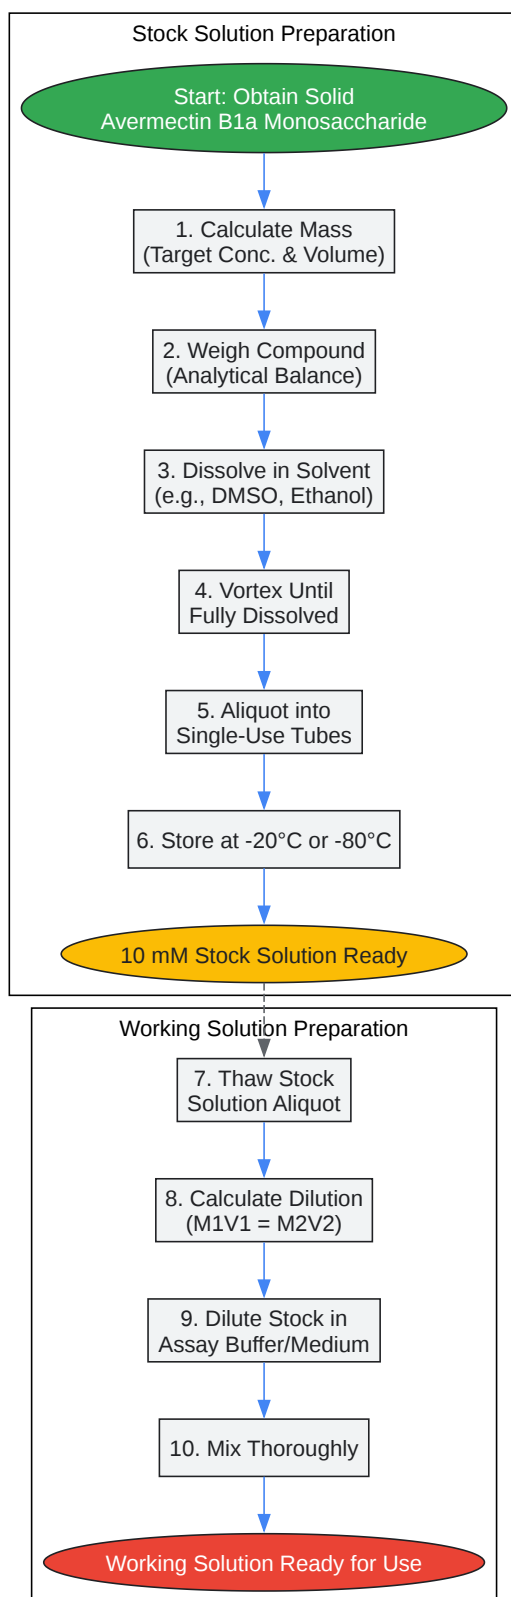 Stock Solution Preparation
Start: Obtain Solid
Avermectin B1a Monosaccharide
1. Calculate Mass
(Target Conc. & Volume)
2. Weigh Compound
(Analytical Balance)
3. Dissolve in Solvent
(e.g., DMSO, Ethanol)
4. Vortex Until
Fully Dissolved
5. Aliquot into
Single-Use Tubes
6. Store at -20°C or -80°C
10 mM Stock Solution Ready
Working Solution Preparation
7. Thaw Stock
Solution Aliquot
8. Calculate Dilution
(M1V1 = M2V2)
9. Dilute Stock in
Assay Buffer/Medium
10. Mix Thoroughly
Working Solution Ready for Use